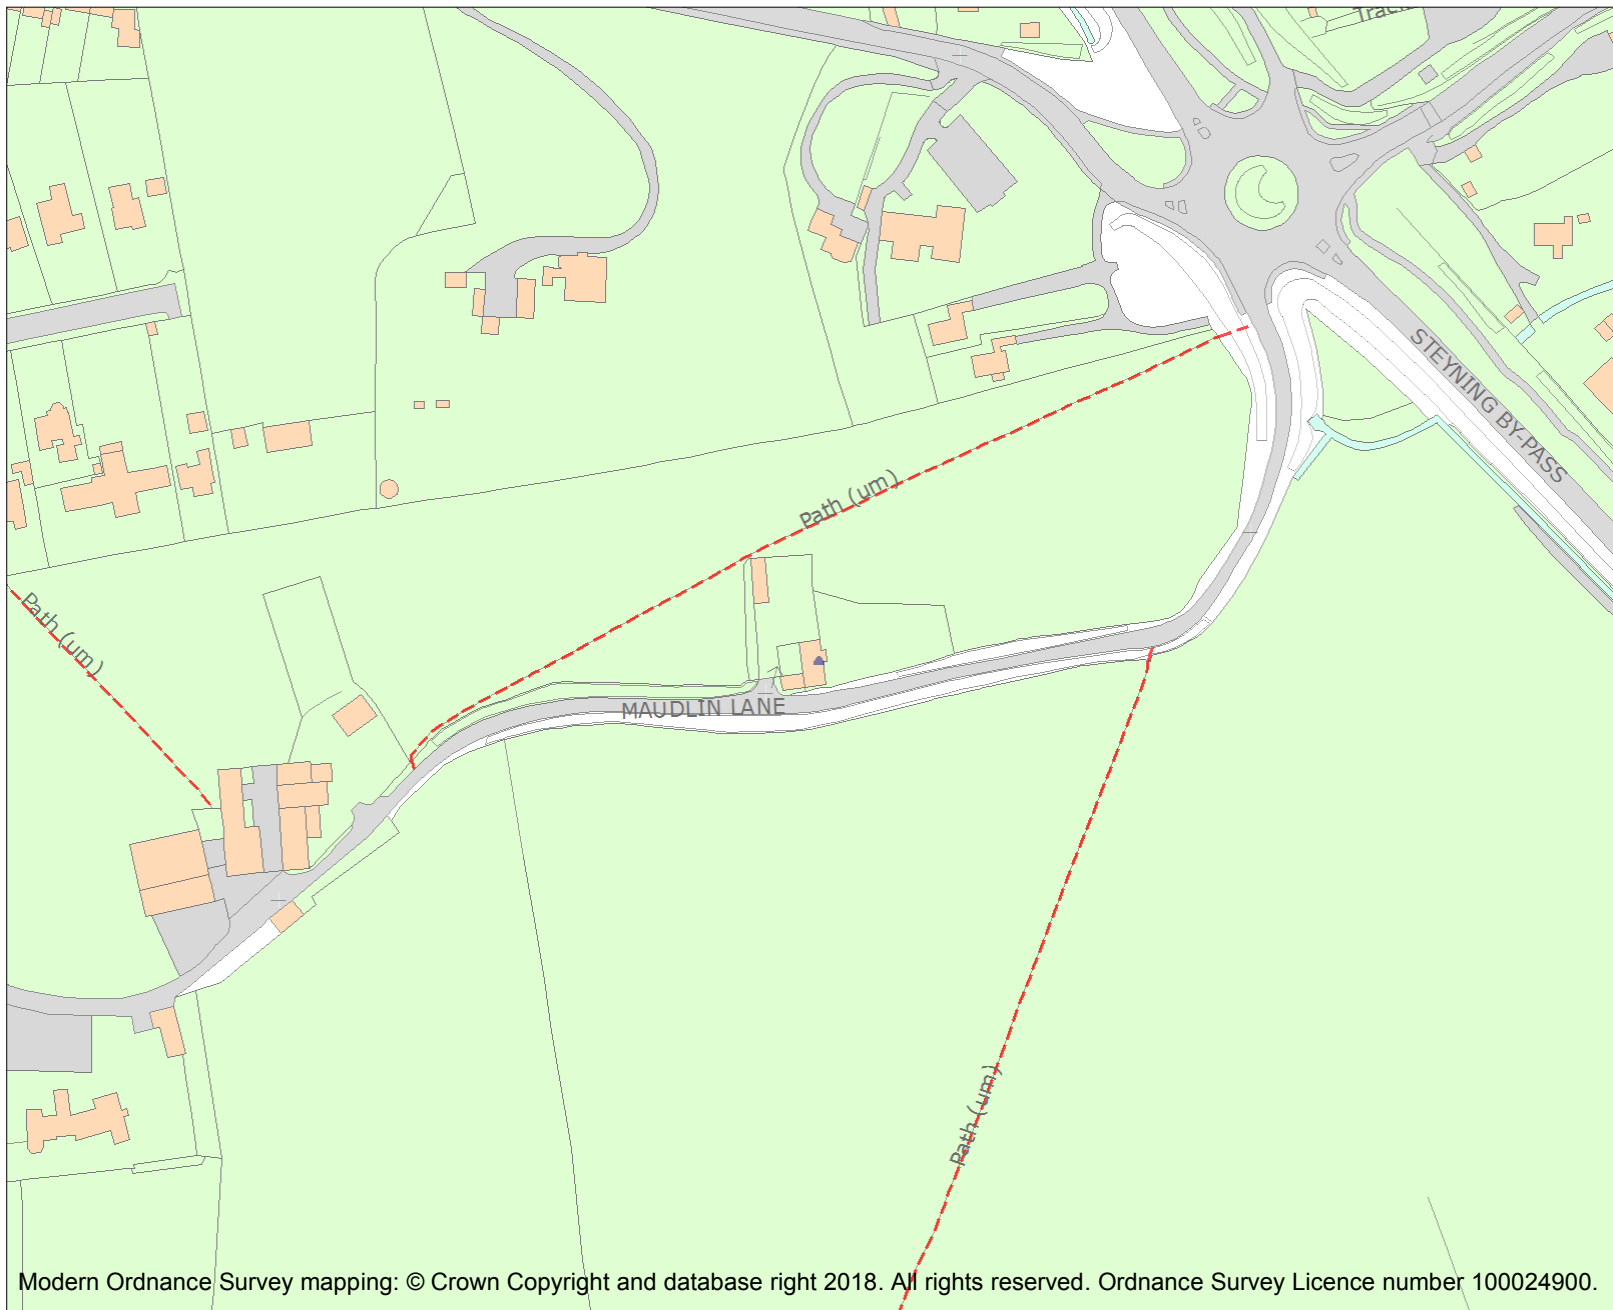 Track
STEYNING BY-PASS
Path (um)
Path (um)
MAUDLIN LANE
Path (um)
Modern Ordnance Survey mapping: © Crown Copyright and database right 2018. All rights reserved. Ordnance Survey Licence number 100024900.